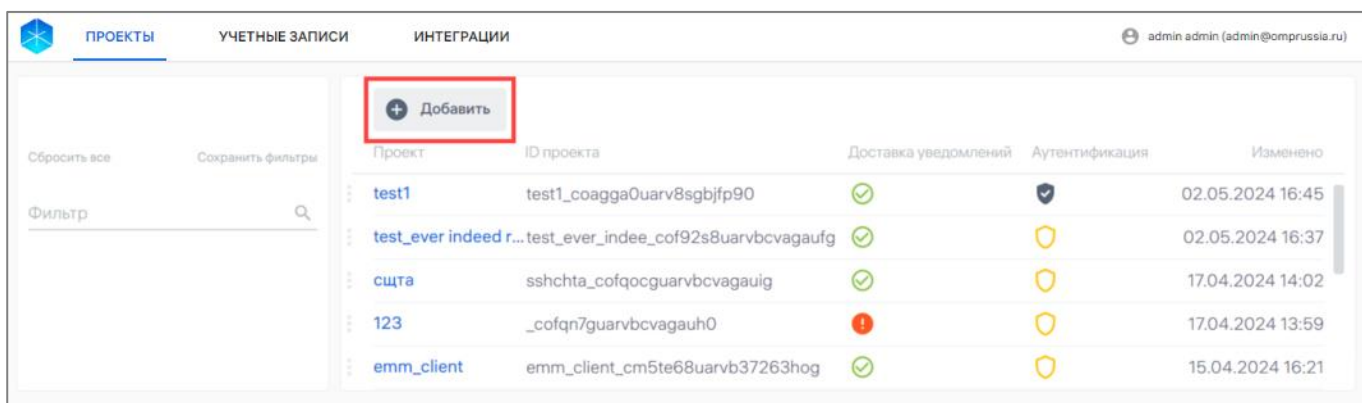 ПРОЕКТЫ УЧЕТНЫЕ ЗАПИСИ ИНТЕГРАЦИИ admin admin (admin@omprussia.ru)
Добавить
Сбросить все Сохранить фильтры
Фильтр
Проект ID проекта Доставка уведомлений Аутентификация Изменено
test1 test1_coagga0uarv8sgbjfp90 02.05.2024 16:45
test_ever indeed r... test_ever_indee_cof92s8uarvbcvagaufg 02.05.2024 16:37
сщта sshchta_cofqocguarvbcvagauig 17.04.2024 14:02
123 _cofqn7guarvbcvagauh0 17.04.2024 13:59
emm_client emm_client_cm5te68uarvb37263hog 15.04.2024 16:21